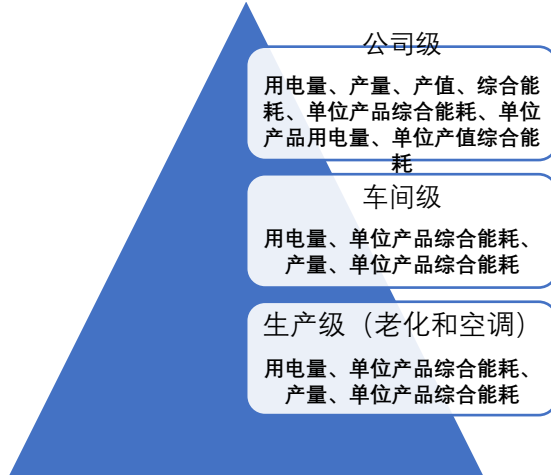 公司级
用电量、产量、产值、综合能
耗、单位产品综合能耗、单位
产品用电量、单位产值综合能
耗
车间级
用电量、单位产品综合能耗、
产量、单位产品综合能耗
生产级（老化和空调）
用电量、单位产品综合能耗、
产量、单位产品综合能耗